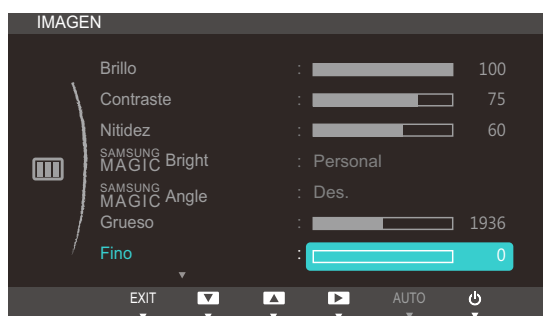 IMAGEN
Brillo : 100
Contraste : 75
Nitidez : 60
SAMSUNG MAGIC Bright : Personal
SAMSUNG MAGIC Angle : Des.
Grueso : 1936
Fino : 0
EXIT AUTO